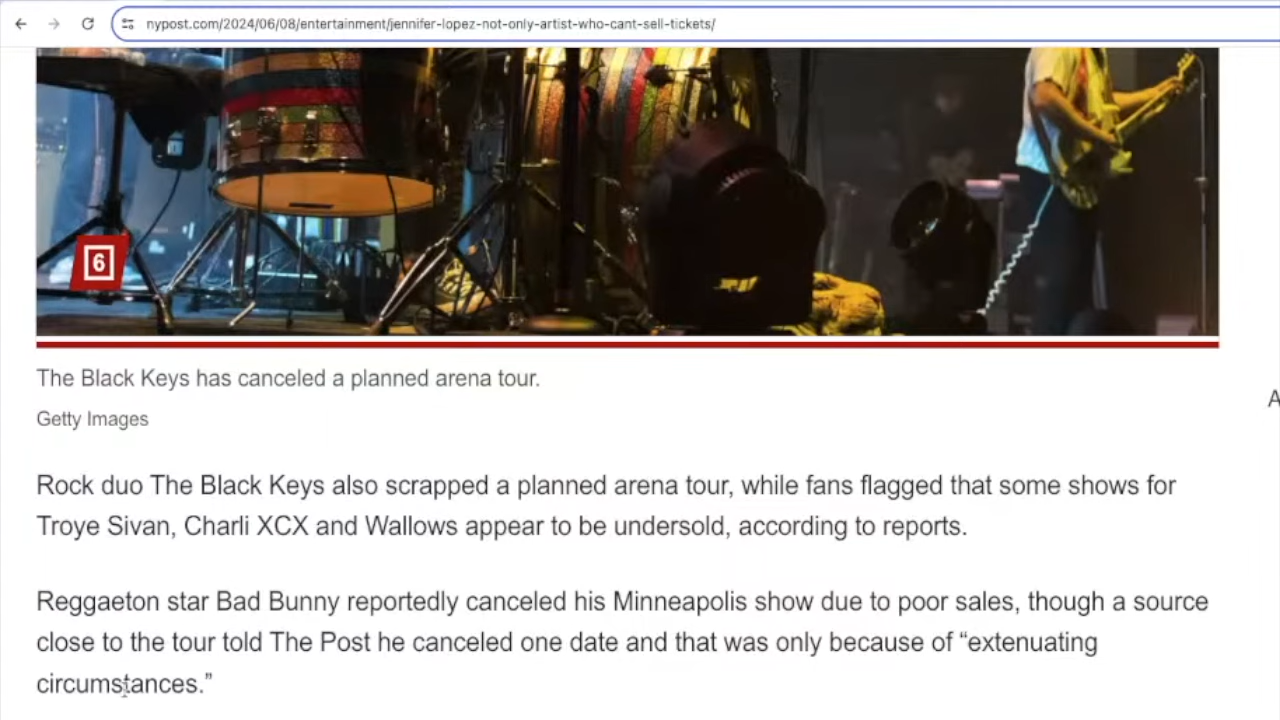 nypost.com/2024/06/08/entertainment/jennifer-lopez-not-only-artist-who-cant-sell-tickets/
6
The Black Keys has canceled a planned arena tour.
A
Getty Images
Rock duo The Black Keys also scrapped a planned arena tour, while fans flagged that some shows for
Troye Sivan, Charli XCX and Wallows appear to be undersold, according to reports.
Reggaeton star Bad Bunny reportedly canceled his Minneapolis show due to poor sales, though a source
close to the tour told The Post he canceled one date and that was only because of “extenuating
circumstances.”